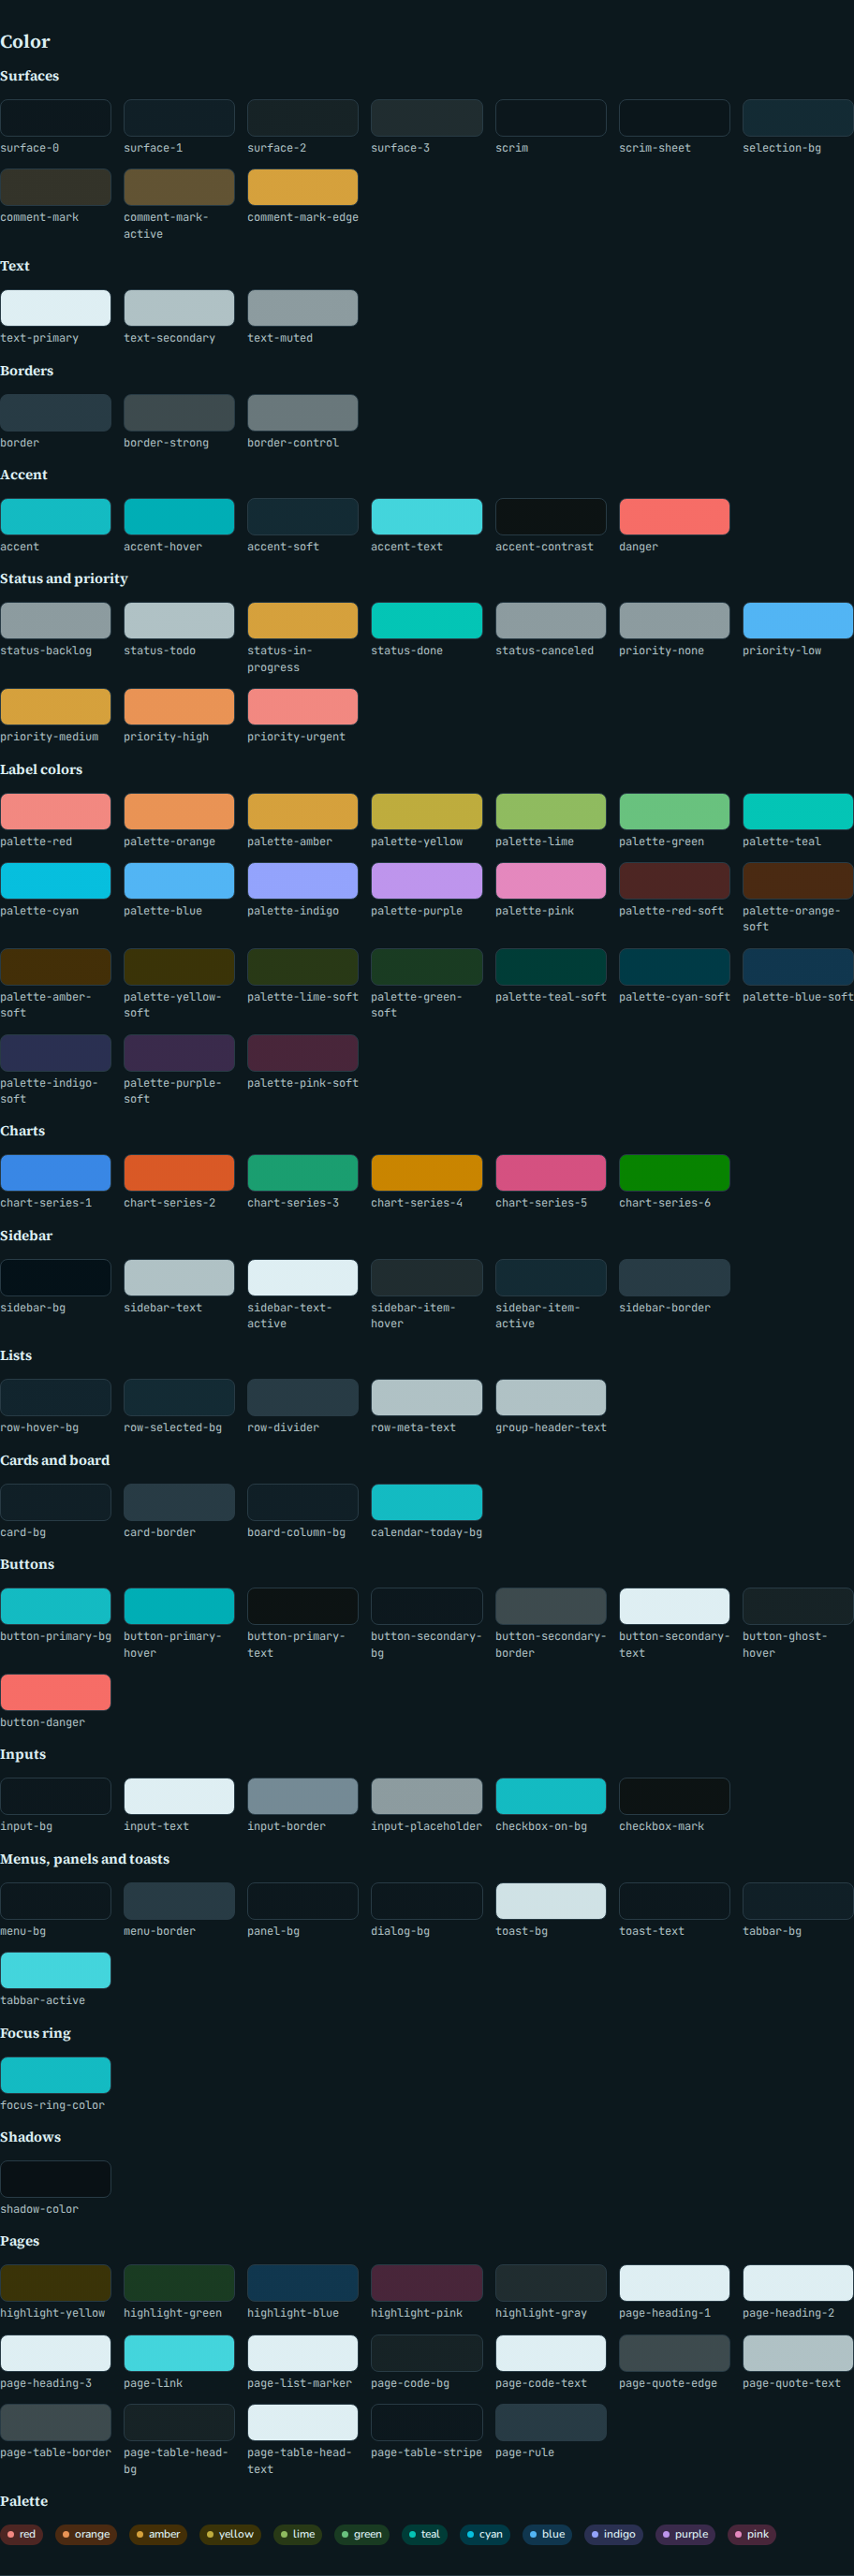 Color
Surfaces
surface-0 surface-1 surface-2 surface-3 scrim scrim-sheet selection-bg
comment-mark comment-mark- comment-mark-edge
active
Text
text-primary text-secondary text-muted
Borders
border border-strong border-control
Accent
accent accent-hover accent-soft accent-text accent-contrast danger
Status and priority
status-backlog status-todo status-in- status-done status-canceled priority-none priority-low
progress
priority-medium priority-high priority-urgent
Label colors
palette-red palette-orange palette-amber palette-yellow palette-lime palette-green palette-teal
palette-cyan palette-blue palette-indigo palette-purple palette-pink palette-red-soft palette-orange-
soft
palette-amber- palette-yellow- palette-lime-soft palette-green- palette-teal-soft palette-cyan-soft palette-blue-soft
soft soft soft
palette-indigo- palette-purple- palette-pink-soft
soft soft
Charts
chart-series-1 chart-series-2 chart-series-3 chart-series-4 chart-series-5 chart-series-6
Sidebar
sidebar-bg sidebar-text sidebar-text- sidebar-item- sidebar-item- sidebar-border
active hover active
Lists
row-hover-bg row-selected-bg row-divider row-meta-text group-header-text
Cards and board
card-bg card-border board-column-bg calendar-today-bg
Buttons
button-primary-bg button-primary- button-primary- button-secondary- button-secondary- button-secondary- button-ghost-
hover text bg border text hover
button-danger
Inputs
input-bg input-text input-border input-placeholder checkbox-on-bg checkbox-mark
Menus, panels and toasts
menu-bg menu-border panel-bg dialog-bg toast-bg toast-text tabbar-bg
tabbar-active
Focus ring
focus-ring-color
Shadows
shadow-color
Pages
highlight-yellow highlight-green highlight-blue highlight-pink highlight-gray page-heading-1 page-heading-2
page-heading-3 page-link page-list-marker page-code-bg page-code-text page-quote-edge page-quote-text
page-table-border page-table-head- page-table-head- page-table-stripe page-rule
bg text
Palette
red orange amber yellow lime green teal cyan blue indigo purple pink